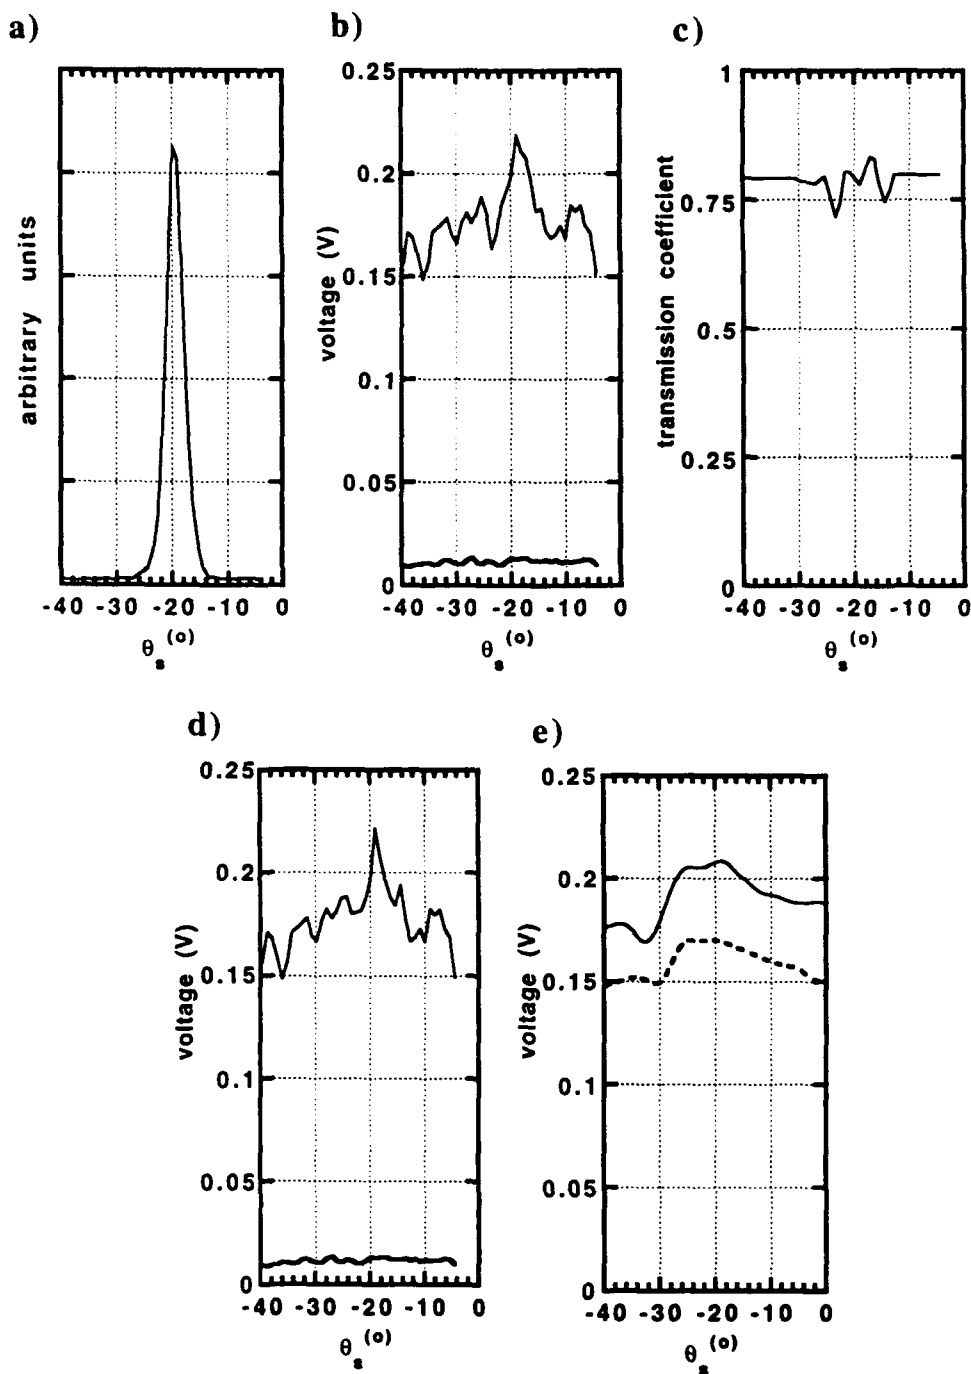 a)
arbitrary units
-40 -30 -20 -10 0
θs(o)
b)
voltage (V)
0.25
0.2
0.15
0.1
0.05
0
-40 -30 -20 -10 0
θs(o)
c)
transmission coefficient
1
0.75
0.5
0.25
0
-40 -30 -20 -10 0
θs(o)
d)
voltage (V)
0.25
0.2
0.15
0.1
0.05
0
-40 -30 -20 -10 0
θs(o)
e)
voltage (V)
0.25
0.2
0.15
0.1
0.05
0
-40 -30 -20 -10 0
θs(o)